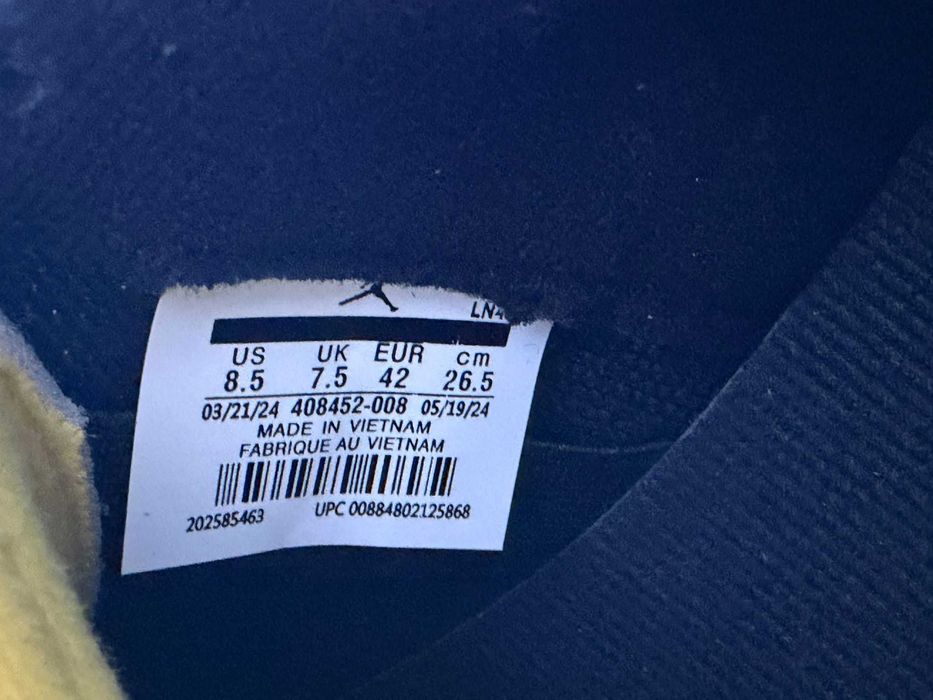 LN4
US UK EUR cm
8.5 7.5 42 26.5
03/21/24 408452-008 05/19/24
MADE IN VIETNAM
FABRIQUE AU VIETNAM
202585463 UPC 00884802125868